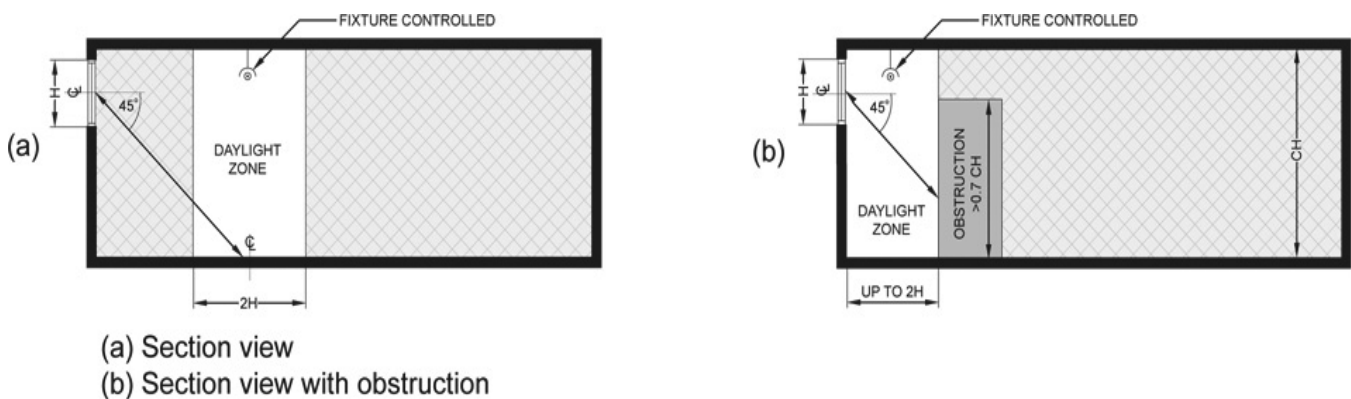 FIXTURE CONTROLLED
H
℄
45°
(a)
DAYLIGHT
ZONE
℄
2H
FIXTURE CONTROLLED
H
℄
45°
(b)
OBSTRUCTION
>0.7 CH
CH
DAYLIGHT
ZONE
UP TO 2H
(a) Section view
(b) Section view with obstruction